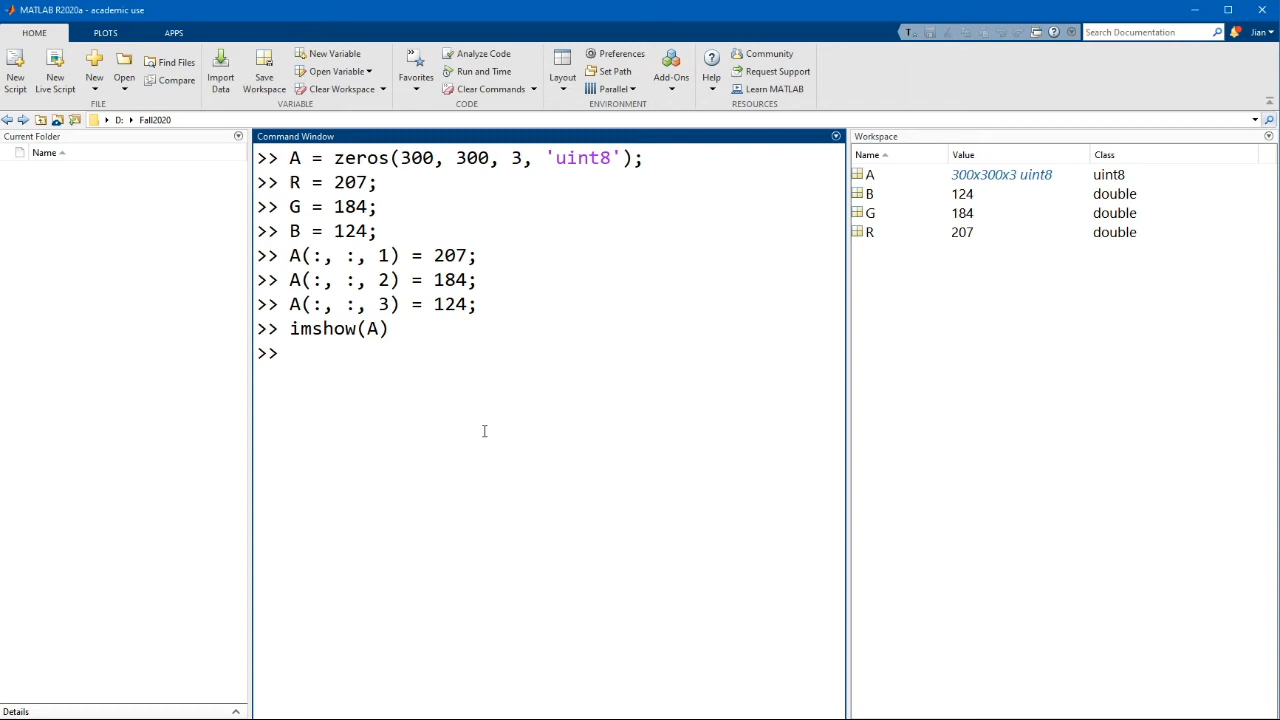 MATLAB R2020a - academic use
HOME PLOTS APPS
Search Documentation
Jian
New Script
New Live Script
New
Open
Find Files
Compare
FILE
Import Data
Save Workspace
New Variable
Open Variable
Clear Workspace
VARIABLE
Favorites
Analyze Code
Run and Time
Clear Commands
CODE
Layout
Preferences
Set Path
Parallel
Add-Ons
ENVIRONMENT
Help
Community
Request Support
Learn MATLAB
RESOURCES
D: Fall2020
Current Folder
Name
Details
Command Window
>> A = zeros(300, 300, 3, 'uint8');
>> R = 207;
>> G = 184;
>> B = 124;
>> A(:, :, 1) = 207;
>> A(:, :, 2) = 184;
>> A(:, :, 3) = 124;
>> imshow(A)
>>
Workspace
Name Value Class
A 300x300x3 uint8 uint8
B 124 double
G 184 double
R 207 double